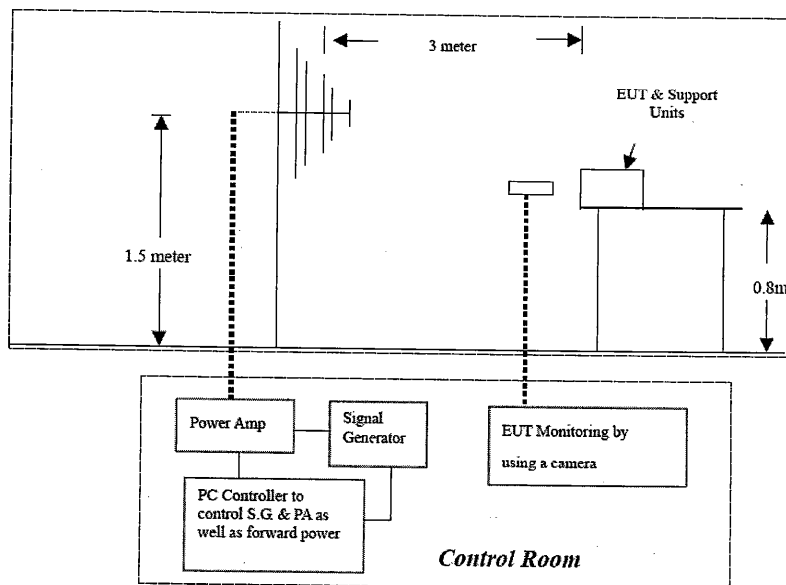 3 meter
EUT & Support
Units
1.5 meter
0.8m
Power Amp
Signal
Generator
EUT Monitoring by
using a camera
PC Controller to
control S.G. & PA as
well as forward power
Control Room